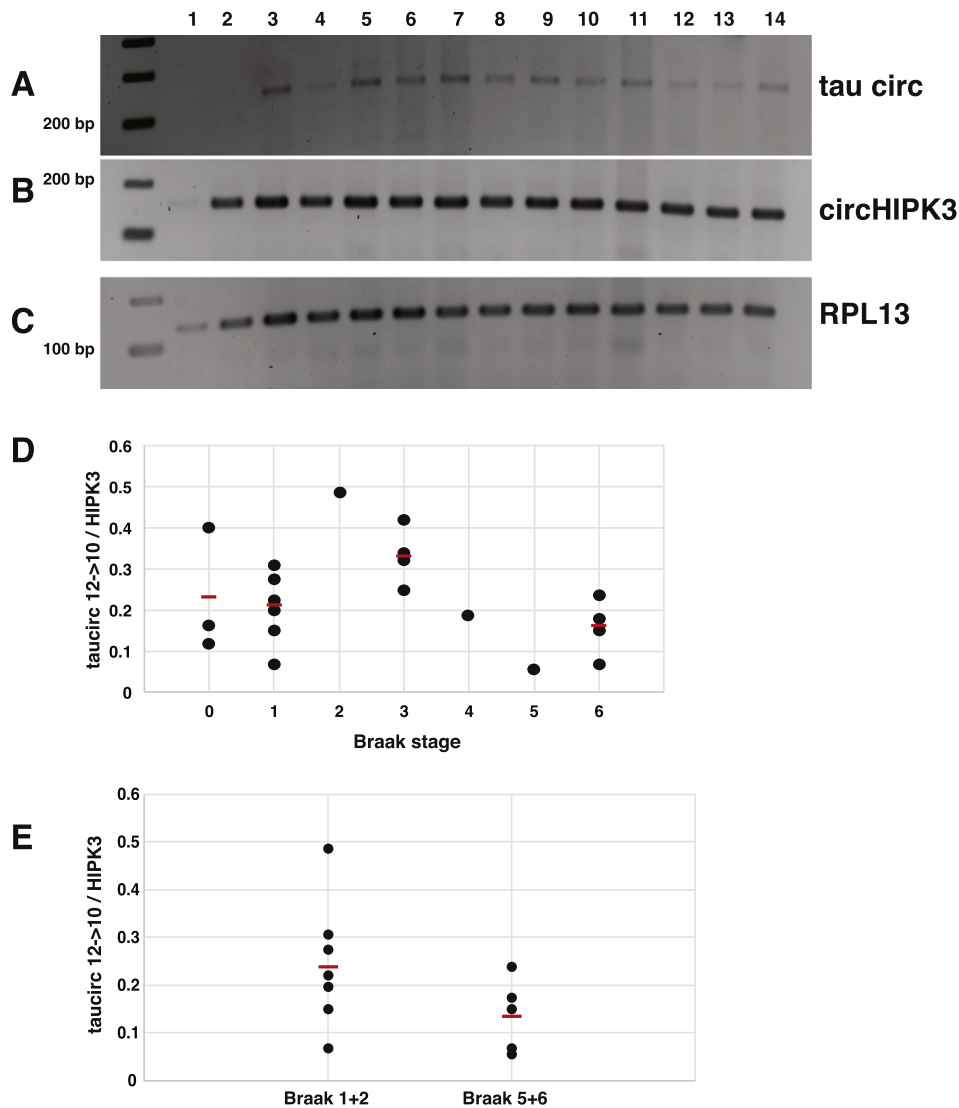 1 2 3 4 5 6 7 8 9 10 11 12 13 14
A
200 bp
tau circ
B
200 bp
circHIPK3
C
100 bp
RPL13
D
taucirc 12->10 / HIPK3
0.6
0.5
0.4
0.3
0.2
0.1
0
0 1 2 3 4 5 6
Braak stage
E
taucirc 12->10 / HIPK3
0.6
0.5
0.4
0.3
0.2
0.1
0
Braak 1+2 Braak 5+6